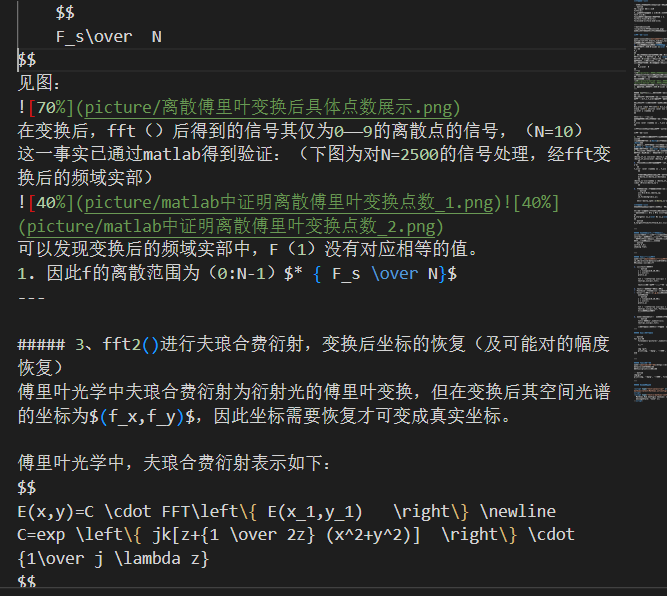 $$
F_s\over  N
$$
见图:
![70%](picture/离散傅里叶变换后具体点数展示.png)
在变换后，fft（）后得到的信号其仅为0——9的离散点的信号，（N=10）
这一事实已通过matlab得到验证：（下图为对N=2500的信号处理，经fft变
换后的频域实部）
![40%](picture/matlab中证明离散傅里叶变换点数_1.png)![40%]
(picture/matlab中证明离散傅里叶变换点数_2.png)
可以发现变换后的频域实部中，F（1）没有对应相等的值。
1. 因此f的离散范围为（0:N-1）$* { F_s \over N}$
---
##### 3、fft2()进行夫琅合费衍射，变换后坐标的恢复（及可能对的幅度
恢复）
傅里叶光学中夫琅合费衍射为衍射光的傅里叶变换，但在变换后其空间光谱
的坐标为$(f_x,f_y)$，因此坐标需要恢复才可变成真实坐标。
傅里叶光学中，夫琅合费衍射表示如下：
$$
E(x,y)=C \cdot FFT\left\{ E(x_1,y_1)   \right\} \newline
C=exp \left\{ jk[z+{1 \over 2z} (x^2+y^2)]  \right\} \cdot
{1\over j \lambda z}
$$